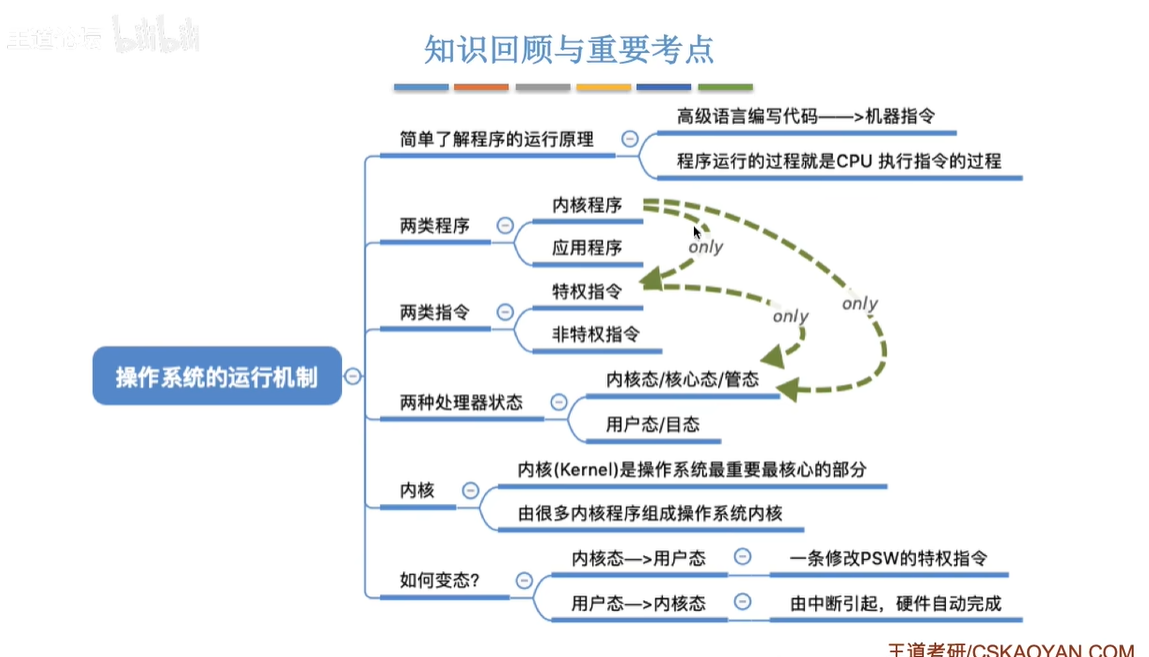 王道论坛 bilibili
知识回顾与重要考点
操作系统的运行机制
简单了解程序的运行原理
高级语言编写代码——>机器指令
程序运行的过程就是CPU 执行指令的过程
两类程序
内核程序
应用程序
only
两类指令
特权指令
非特权指令
only
only
两种处理器状态
内核态/核心态/管态
用户态/目态
内核
内核(Kernel)是操作系统最重要最核心的部分
由很多内核程序组成操作系统内核
如何变态?
内核态—>用户态
一条修改PSW的特权指令
用户态—>内核态
由中断引起，硬件自动完成
王道考研/CSKAOYAN.COM